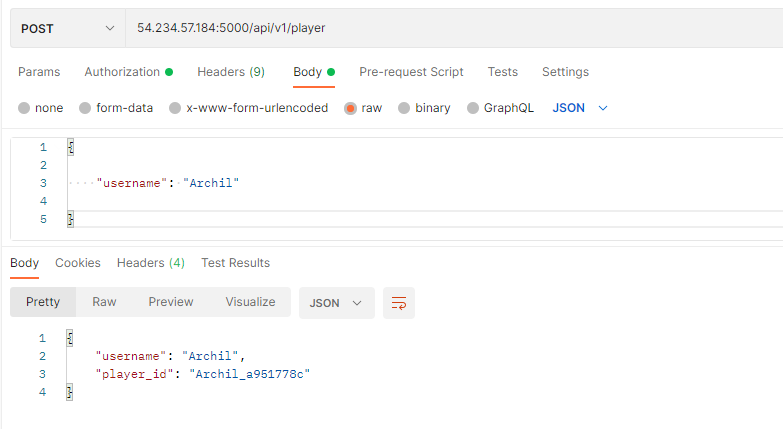 POST 54.234.57.184:5000/api/v1/player
Params Authorization Headers (9) Body Pre-request Script Tests Settings
none form-data x-www-form-urlencoded raw binary GraphQL JSON
1 {
2
3 "username": "Archil"
4
5 }
Body Cookies Headers (4) Test Results
Pretty Raw Preview Visualize JSON
1 {
2 "username": "Archil",
3 "player_id": "Archil_a951778c"
4 }